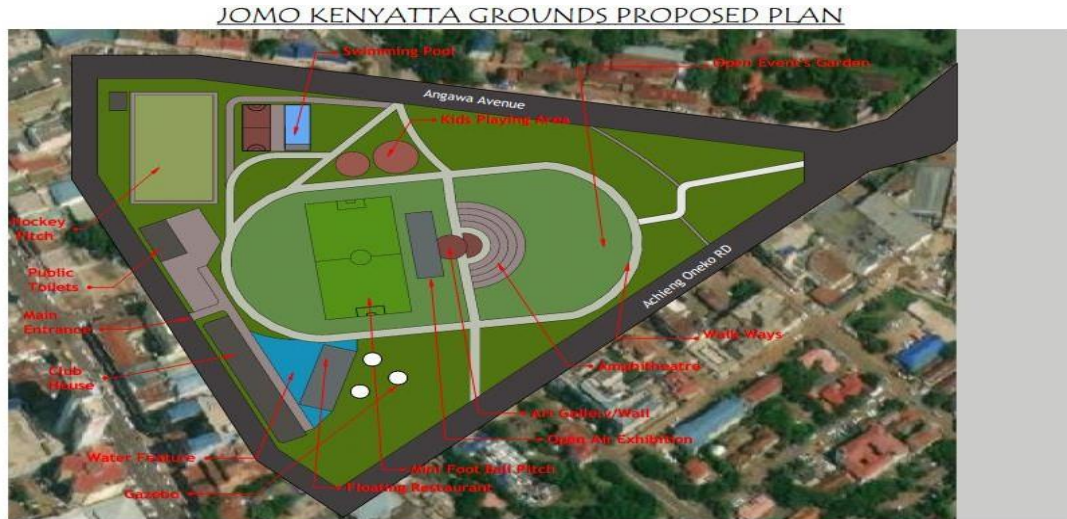 JOMO KENYATTA GROUNDS PROPOSED PLAN
Swimming Pool
Open Event's Garden
Angawa Avenue
Kids Playing Area
Hockey
Pitch
Public
Toilets
Achieng Oneko RD
Main
Entrance
Walk Ways
Club
House
Amphitheatre
Art Gallery/Wall
Open Air Exhibition
Water Feature
Mini Foot Ball Pitch
Gazebo
Floating Restaurant